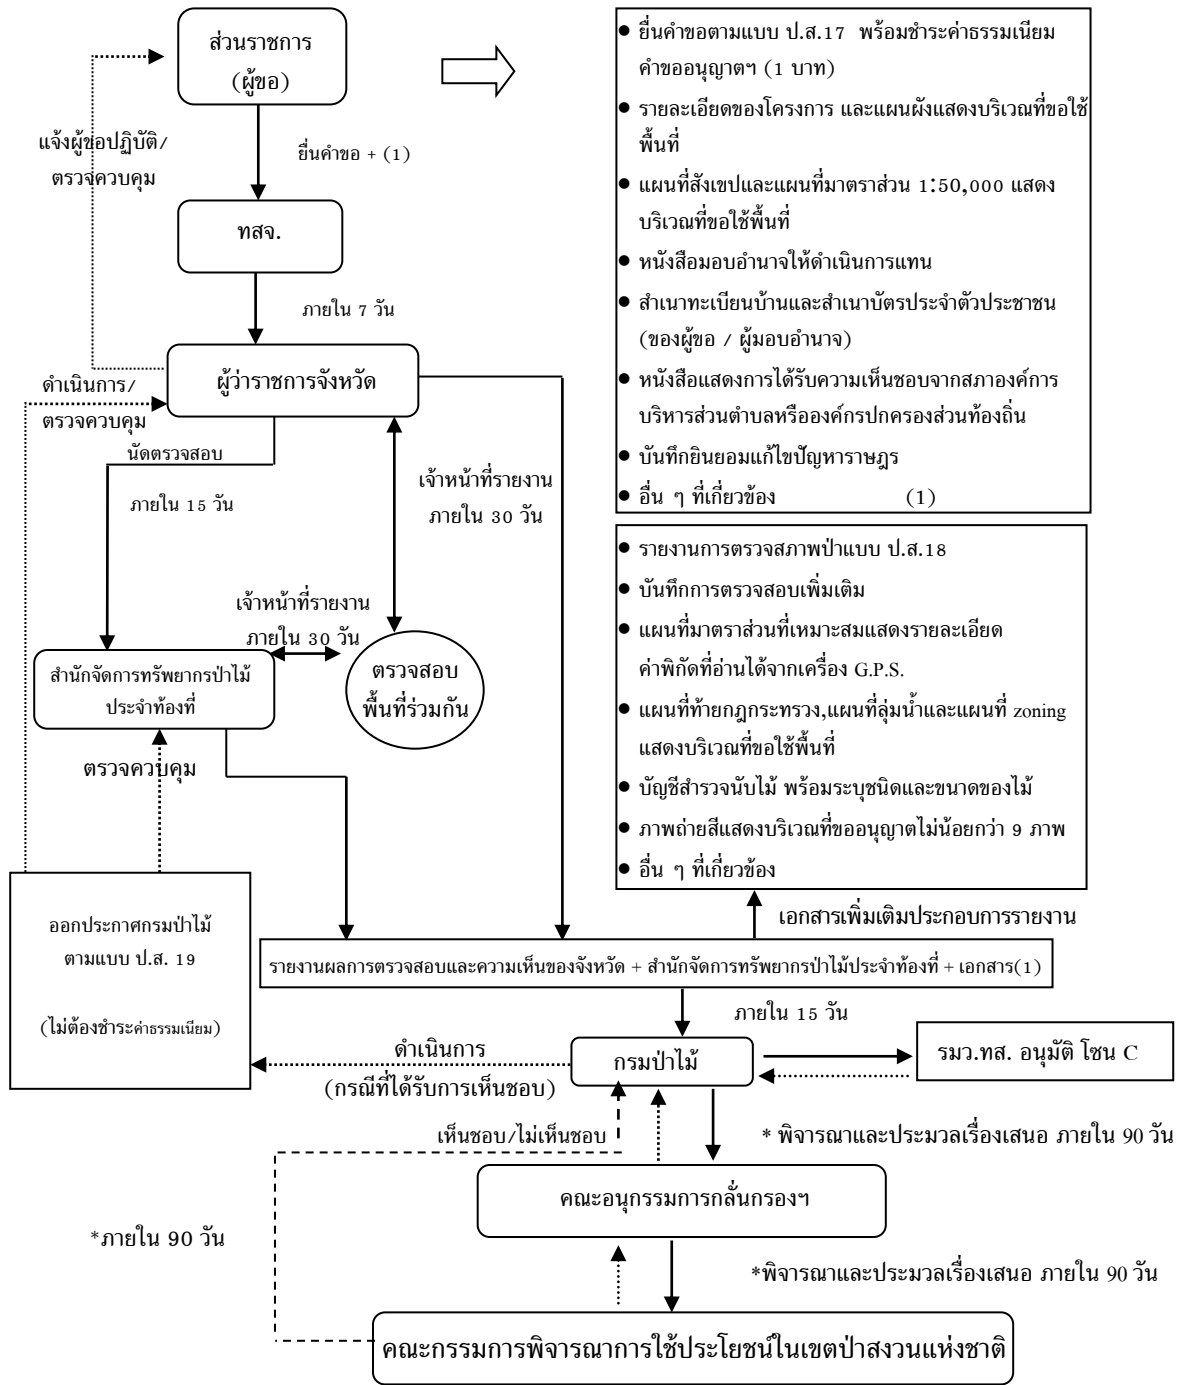 ส่วนราชการ
(ผู้ขอ)
แจ้งผู้ขอปฏิบัติ/
ตรวจควบคุม
ยื่นคำขอ + (1)
ทสจ.
ภายใน 7 วัน
ผู้ว่าราชการจังหวัด
ดำเนินการ/
ตรวจควบคุม
นัดตรวจสอบ
ภายใน 15 วัน
เจ้าหน้าที่รายงาน
ภายใน 30 วัน
เจ้าหน้าที่รายงาน
ภายใน 30 วัน
สำนักจัดการทรัพยากรป่าไม้
ประจำท้องที่
ตรวจสอบ
พื้นที่ร่วมกัน
ตรวจควบคุม
● ยื่นคำขอตามแบบ ป.ส.17 พร้อมชำระค่าธรรมเนียม
คำขออนุญาตฯ (1 บาท)
● รายละเอียดของโครงการ และแผนผังแสดงบริเวณที่ขอใช้
พื้นที่
● แผนที่สังเขปและแผนที่มาตราส่วน 1:50,000 แสดง
บริเวณที่ขอใช้พื้นที่
● หนังสือมอบอำนาจให้ดำเนินการแทน
● สำเนาทะเบียนบ้านและสำเนาบัตรประจำตัวประชาชน
(ของผู้ขอ / ผู้มอบอำนาจ)
● หนังสือแสดงการได้รับความเห็นชอบจากสภาองค์การ
บริหารส่วนตำบลหรือองค์กรปกครองส่วนท้องถิ่น
● บันทึกยินยอมแก้ไขปัญหาราษฎร
● อื่น ๆ ที่เกี่ยวข้อง (1)
● รายงานการตรวจสภาพป่าแบบ ป.ส.18
● บันทึกการตรวจสอบเพิ่มเติม
● แผนที่มาตราส่วนที่เหมาะสมแสดงรายละเอียด
ค่าพิกัดที่อ่านได้จากเครื่อง G.P.S.
● แผนที่ท้ายกฎกระทรวง,แผนที่ลุ่มน้ำและแผนที่ zoning
แสดงบริเวณที่ขอใช้พื้นที่
● บัญชีสำรวจนับไม้ พร้อมระบุชนิดและขนาดของไม้
● ภาพถ่ายสีแสดงบริเวณที่ขออนุญาตไม่น้อยกว่า 9 ภาพ
● อื่น ๆ ที่เกี่ยวข้อง
เอกสารเพิ่มเติมประกอบการรายงาน
ออกประกาศกรมป่าไม้
ตามแบบ ป.ส. 19
(ไม่ต้องชำระค่าธรรมเนียม)
รายงานผลการตรวจสอบและความเห็นของจังหวัด + สำนักจัดการทรัพยากรป่าไม้ประจำท้องที่ + เอกสาร(1)
ภายใน 15 วัน
ดำเนินการ
(กรณีที่ได้รับการเห็นชอบ)
กรมป่าไม้
รมว.ทส. อนุมัติ โซน C
เห็นชอบ/ไม่เห็นชอบ
* พิจารณาและประมวลเรื่องเสนอ ภายใน 90 วัน
คณะอนุกรรมการกลั่นกรองฯ
*ภายใน 90 วัน
*พิจารณาและประมวลเรื่องเสนอ ภายใน 90 วัน
คณะกรรมการพิจารณาการใช้ประโยชน์ในเขตป่าสงวนแห่งชาติ